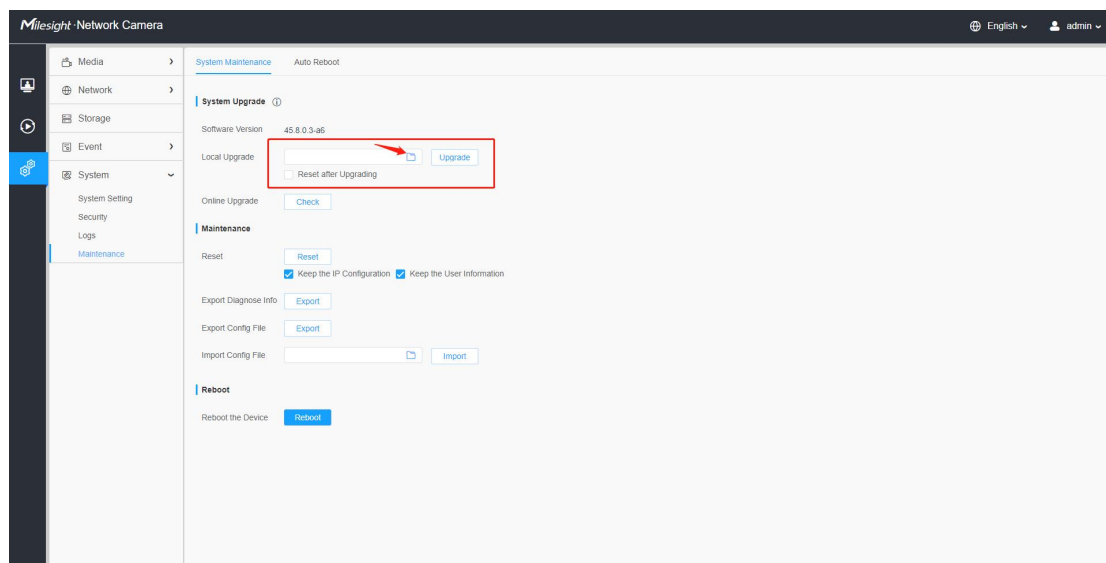 Milesight · Network Camera
English
admin
Media
Network
Storage
Event
System
System Setting
Security
Logs
Maintenance
System Maintenance
Auto Reboot
System Upgrade
Software Version 45.8.0.3-a6
Local Upgrade Upgrade
Reset after Upgrading
Online Upgrade Check
Maintenance
Reset Reset
Keep the IP Configuration Keep the User Information
Export Diagnose Info Export
Export Config File Export
Import Config File Import
Reboot
Reboot the Device Reboot